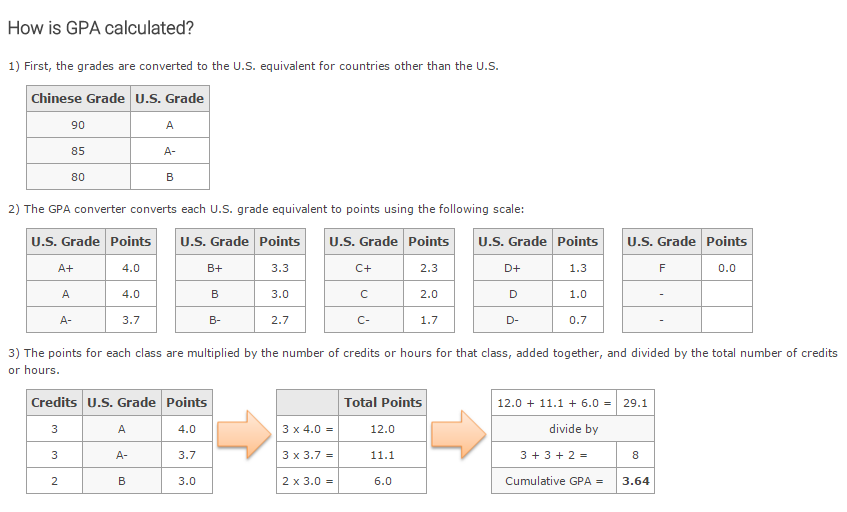 How is GPA calculated?
1) First, the grades are converted to the U.S. equivalent for countries other than the U.S.
Chinese Grade U.S. Grade
90 A
85 A-
80 B
2) The GPA converter converts each U.S. grade equivalent to points using the following scale:
U.S. Grade Points U.S. Grade Points U.S. Grade Points U.S. Grade Points U.S. Grade Points
A+ 4.0 B+ 3.3 C+ 2.3 D+ 1.3 F 0.0
A 4.0 B 3.0 C 2.0 D 1.0 -
A- 3.7 B- 2.7 C- 1.7 D- 0.7 -
3) The points for each class are multiplied by the number of credits or hours for that class, added together, and divided by the total number of credits
or hours.
Credits U.S. Grade Points Total Points 12.0 + 11.1 + 6.0 = 29.1
3 A 4.0 3 x 4.0 = 12.0 divide by
3 A- 3.7 3 x 3.7 = 11.1 3 + 3 + 2 = 8
2 B 3.0 2 x 3.0 = 6.0 Cumulative GPA = 3.64